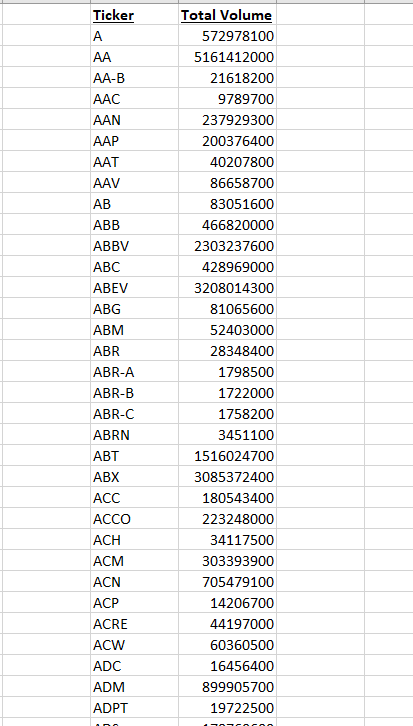 Ticker Total Volume
A 572978100
AA 5161412000
AA-B 21618200
AAC 9789700
AAN 237929300
AAP 200376400
AAT 40207800
AAV 86658700
AB 83051600
ABB 466820000
ABBV 2303237600
ABC 428969000
ABEV 3208014300
ABG 81065600
ABM 52403000
ABR 28348400
ABR-A 1798500
ABR-B 1722000
ABR-C 1758200
ABRN 3451100
ABT 1516024700
ABX 3085372400
ACC 180543400
ACCO 223248000
ACH 34117500
ACM 303393900
ACN 705479100
ACP 14206700
ACRE 44197000
ACW 60360500
ADC 16456400
ADM 899905700
ADPT 19722500